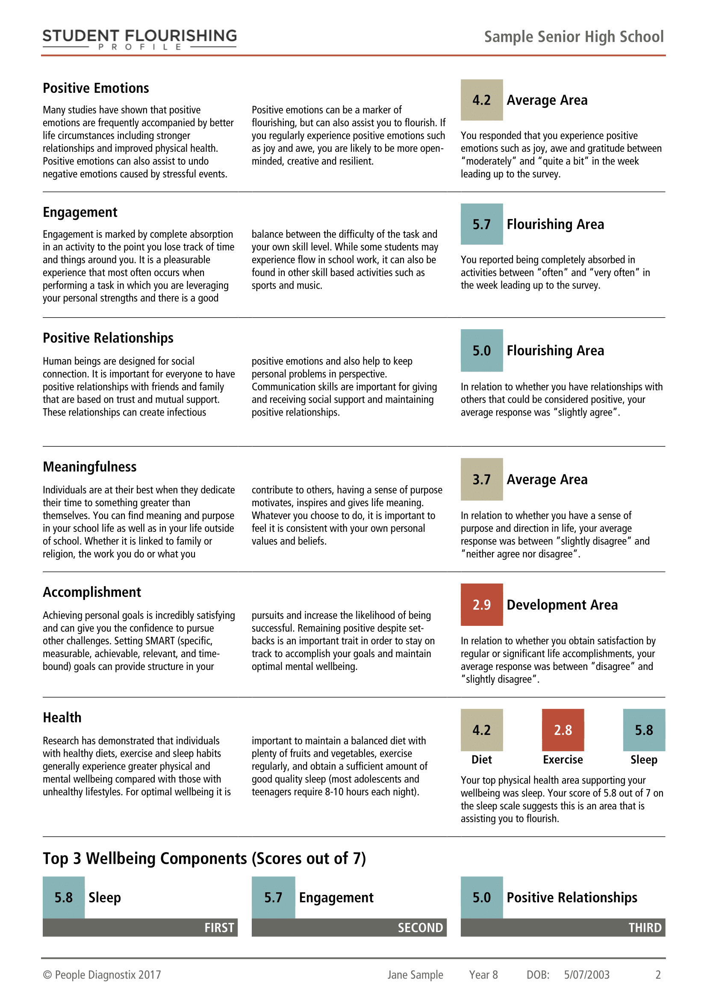 STUDENT FLOURISHING
PROFILE
Sample Senior High School
Positive Emotions
Many studies have shown that positive
emotions are frequently accompanied by better
life circumstances including stronger
relationships and improved physical health.
Positive emotions can also assist to undo
negative emotions caused by stressful events.
Positive emotions can be a marker of
flourishing, but can also assist you to flourish. If
you regularly experience positive emotions such
as joy and awe, you are likely to be more open-
minded, creative and resilient.
4.2 Average Area
You responded that you experience positive
emotions such as joy, awe and gratitude between
“moderately” and “quite a bit” in the week
leading up to the survey.
Engagement
Engagement is marked by complete absorption
in an activity to the point you lose track of time
and things around you. It is a pleasurable
experience that most often occurs when
performing a task in which you are leveraging
your personal strengths and there is a good
balance between the difficulty of the task and
your own skill level. While some students may
experience flow in school work, it can also be
found in other skill based activities such as
sports and music.
5.7 Flourishing Area
You reported being completely absorbed in
activities between “often” and “very often” in
the week leading up to the survey.
Positive Relationships
Human beings are designed for social
connection. It is important for everyone to have
positive relationships with friends and family
that are based on trust and mutual support.
These relationships can create infectious
positive emotions and also help to keep
personal problems in perspective.
Communication skills are important for giving
and receiving social support and maintaining
positive relationships.
5.0 Flourishing Area
In relation to whether you have relationships with
others that could be considered positive, your
average response was “slightly agree”.
Meaningfulness
Individuals are at their best when they dedicate
their time to something greater than
themselves. You can find meaning and purpose
in your school life as well as in your life outside
of school. Whether it is linked to family or
religion, the work you do or what you
contribute to others, having a sense of purpose
motivates, inspires and gives life meaning.
Whatever you choose to do, it is important to
feel it is consistent with your own personal
values and beliefs.
3.7 Average Area
In relation to whether you have a sense of
purpose and direction in life, your average
response was between ”slightly disagree” and
”neither agree nor disagree”.
Accomplishment
Achieving personal goals is incredibly satisfying
and can give you the confidence to pursue
other challenges. Setting SMART (specific,
measurable, achievable, relevant, and time-
bound) goals can provide structure in your
pursuits and increase the likelihood of being
successful. Remaining positive despite set-
backs is an important trait in order to stay on
track to accomplish your goals and maintain
optimal mental wellbeing.
2.9 Development Area
In relation to whether you obtain satisfaction by
regular or significant life accomplishments, your
average response was between ”disagree” and
”slightly disagree”.
Health
Research has demonstrated that individuals
with healthy diets, exercise and sleep habits
generally experience greater physical and
mental wellbeing compared with those with
unhealthy lifestyles. For optimal wellbeing it is
important to maintain a balanced diet with
plenty of fruits and vegetables, exercise
regularly, and obtain a sufficient amount of
good quality sleep (most adolescents and
teenagers require 8-10 hours each night).
4.2 2.8 5.8
Diet Exercise Sleep
Your top physical health area supporting your
wellbeing was sleep. Your score of 5.8 out of 7 on
the sleep scale suggests this is an area that is
assisting you to flourish.
Top 3 Wellbeing Components (Scores out of 7)
5.8 Sleep
FIRST
5.7 Engagement
SECOND
5.0 Positive Relationships
THIRD
© People Diagnostix 2017 Jane Sample Year 8 DOB: 5/07/2003 2